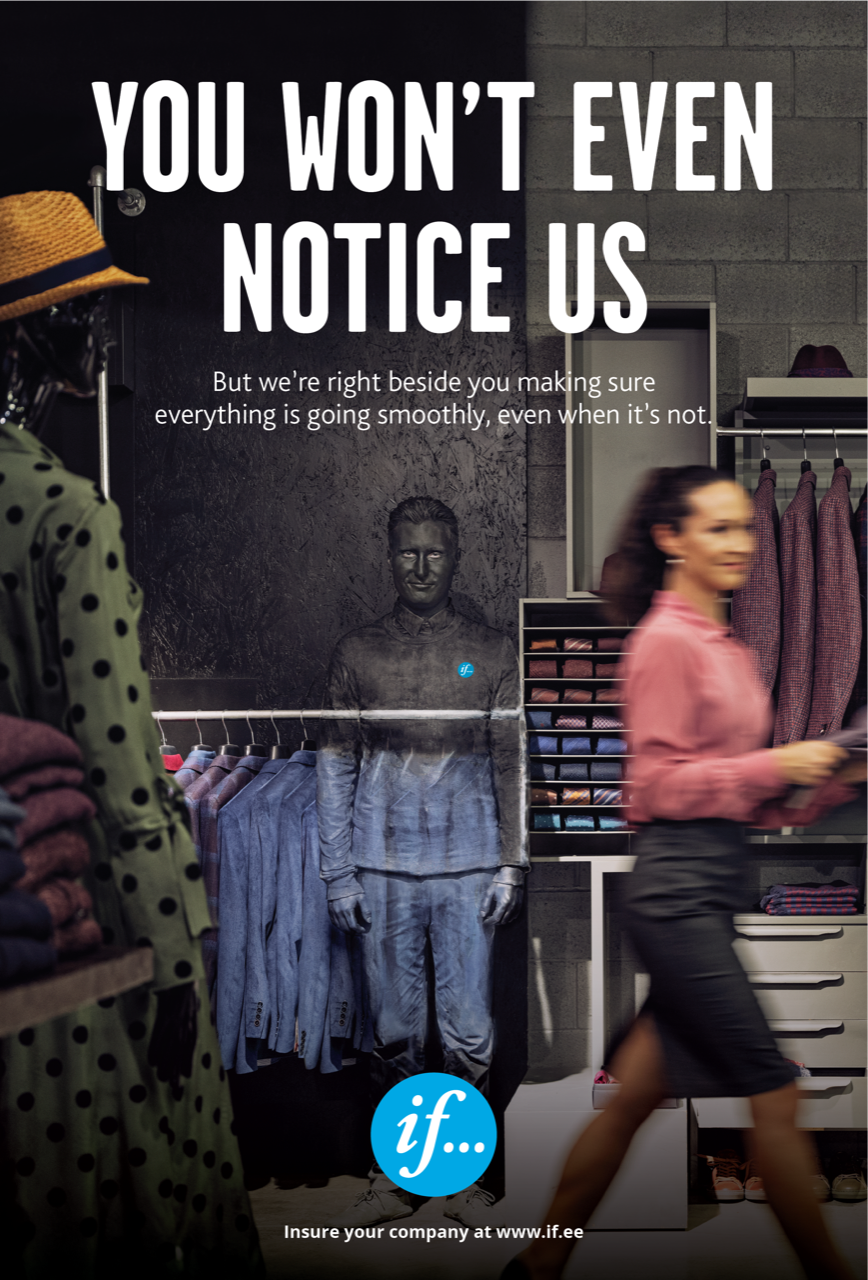 YOU WON’T EVEN
NOTICE US
But we’re right beside you making sure
everything is going smoothly, even when it’s not.
if...
if...
Insure your company at www.if.ee